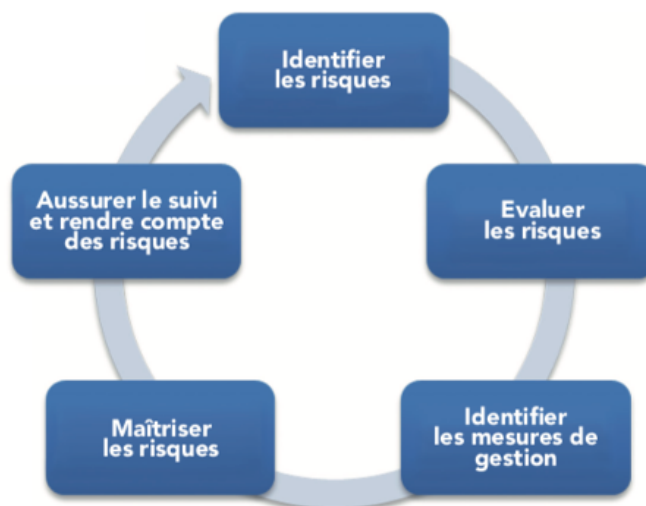 Identifier
les risques
Evaluer
les risques
Identifier
les mesures de
gestion
Maîtriser
les risques
Aussurer le suivi
et rendre compte
des risques